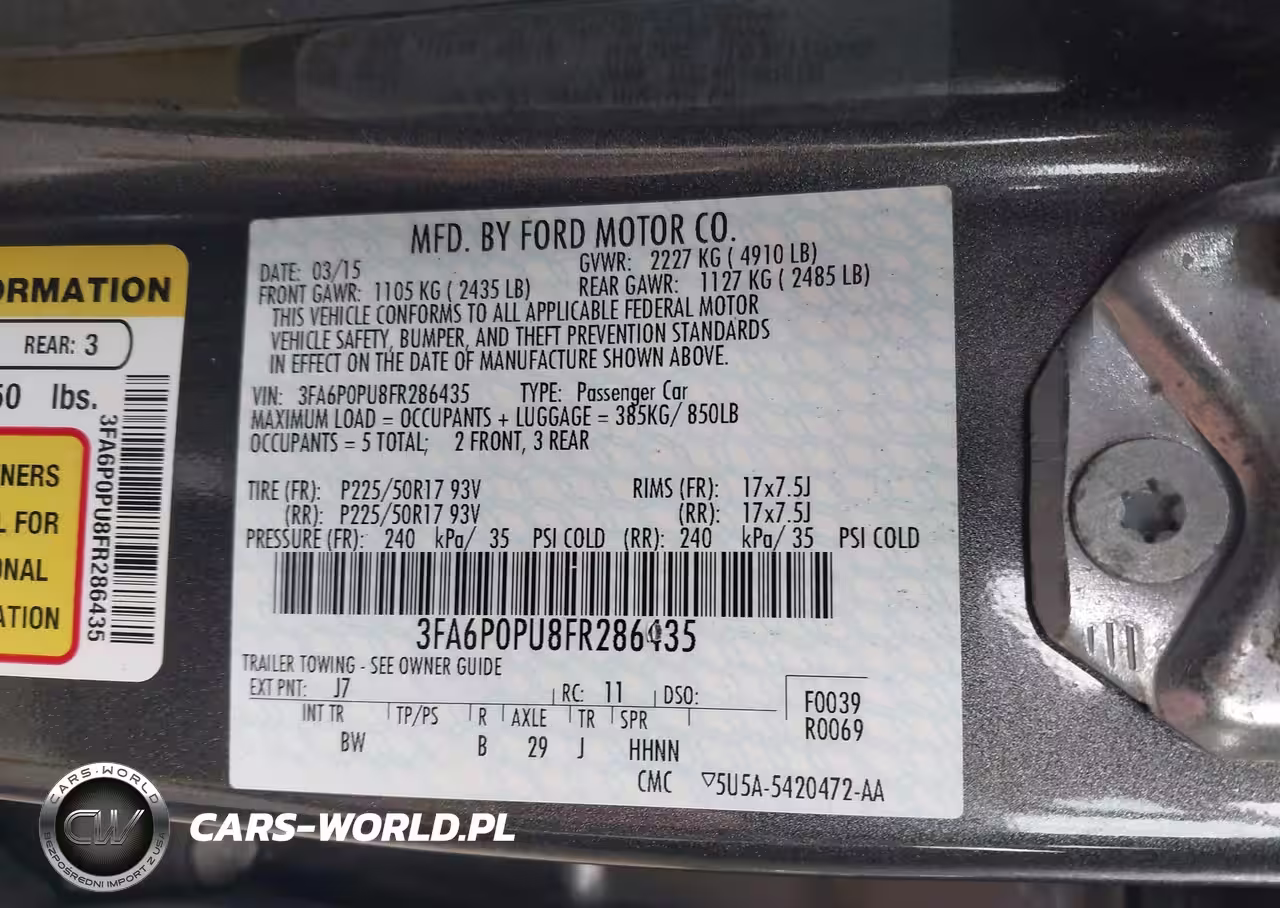 MFD. BY FORD MOTOR CO.
DATE: 03/15 GVWR: 2227 KG ( 4910 LB)
FRONT GAWR: 1105 KG ( 2435 LB) REAR GAWR: 1127 KG ( 2485 LB)
THIS VEHICLE CONFORMS TO ALL APPLICABLE FEDERAL MOTOR
VEHICLE SAFETY, BUMPER, AND THEFT PREVENTION STANDARDS
IN EFFECT ON THE DATE OF MANUFACTURE SHOWN ABOVE.
VIN: 3FA6P0PU8FR286435 TYPE: Passenger Car
MAXIMUM LOAD = OCCUPANTS + LUGGAGE = 385KG/ 850LB
OCCUPANTS = 5 TOTAL; 2 FRONT, 3 REAR
TIRE (FR): P225/50R17 93V RIMS (FR): 17x7.5J
(RR): P225/50R17 93V (RR): 17x7.5J
PRESSURE (FR): 240 kPa/ 35 PSI COLD (RR): 240 kPa/ 35 PSI COLD
3FA6P0PU8FR286435
TRAILER TOWING - SEE OWNER GUIDE
EXT PNT: J7 RC: 11 DSO:
F0039
R0069
INT TR TP/PS R AXLE TR SPR
BW B 29 J HHNN
CMC ▽5U5A-5420472-AA
ORMATION
REAR: 3
50 lbs.
3FA6P0PU8FR286435
NERS
L FOR
ONAL
ATION
CARS-WORLD
CW
BEZPOŚREDNI IMPORT Z USA
CARS-WORLD.PL